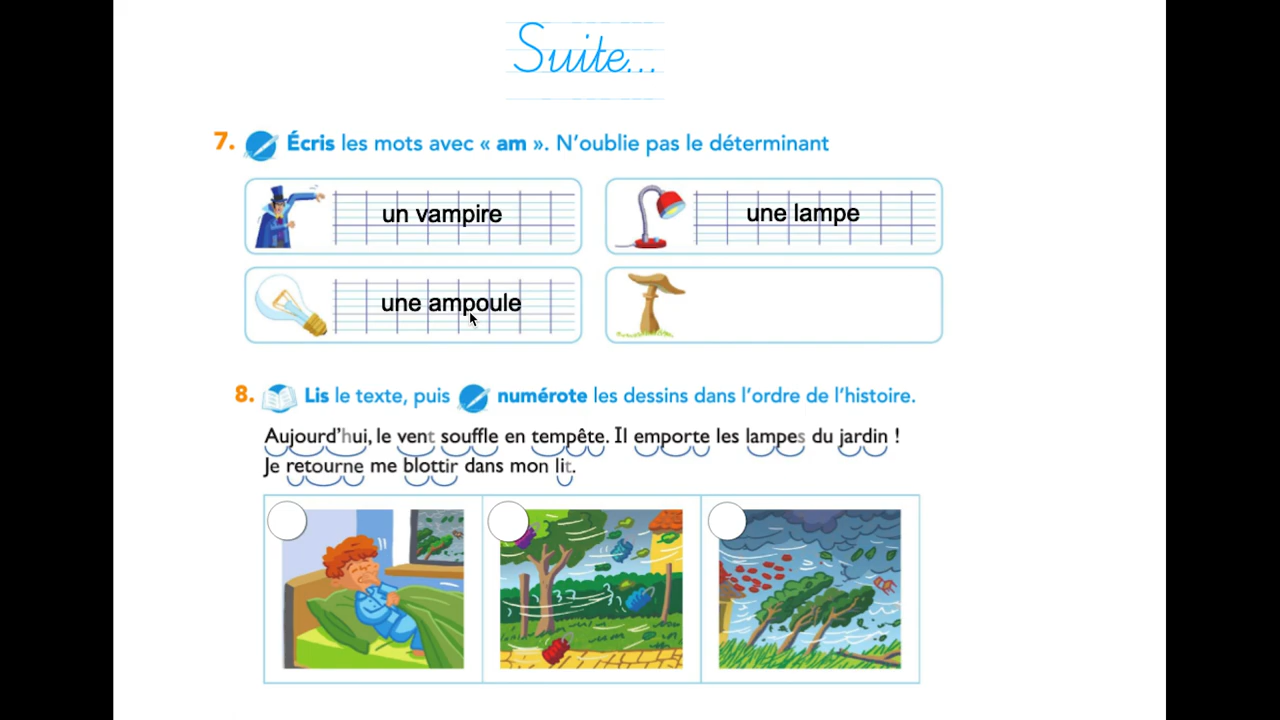 Suite...
7. Écris les mots avec « am ». N’oublie pas le déterminant
un vampire
une lampe
une ampoule
8. Lis le texte, puis numérote les dessins dans l’ordre de l’histoire.
Aujourd’hui, le vent souffle en tempête. Il emporte les lampes du jardin !
Je retourne me blottir dans mon lit.